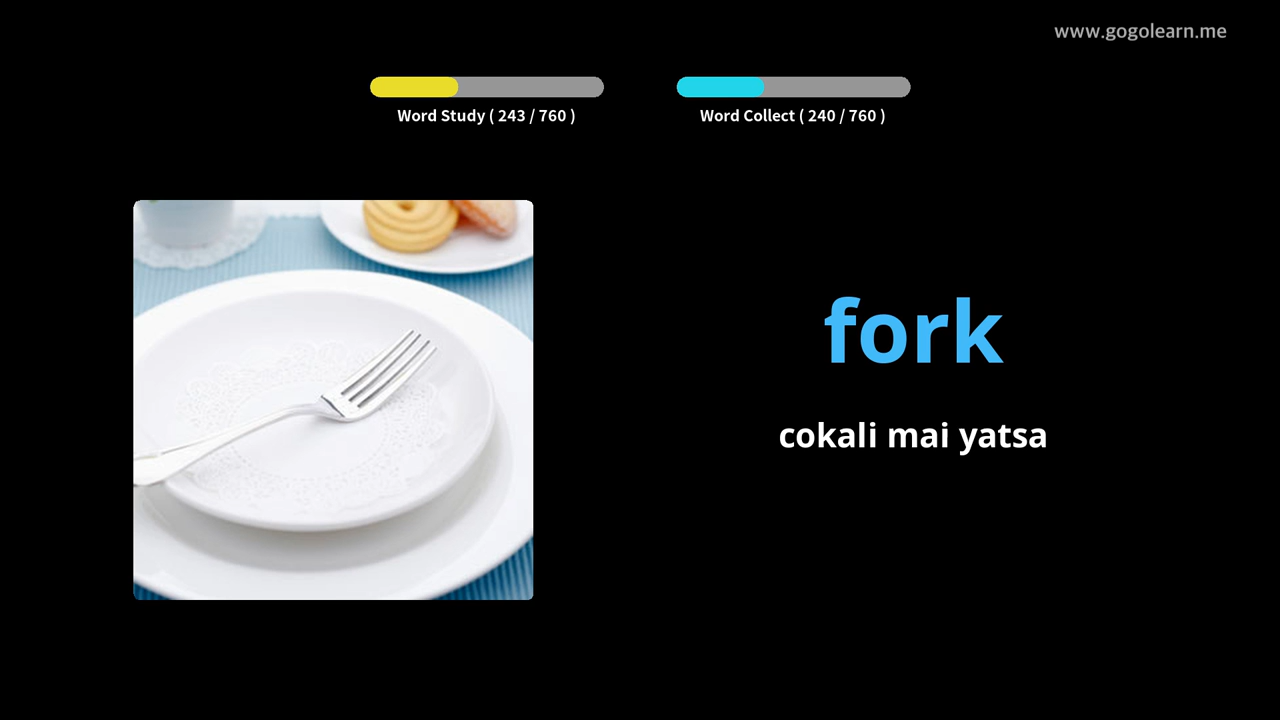 www.gogolearn.me
Word Study ( 243 / 760 )
Word Collect ( 240 / 760 )
fork
cokali mai yatsa